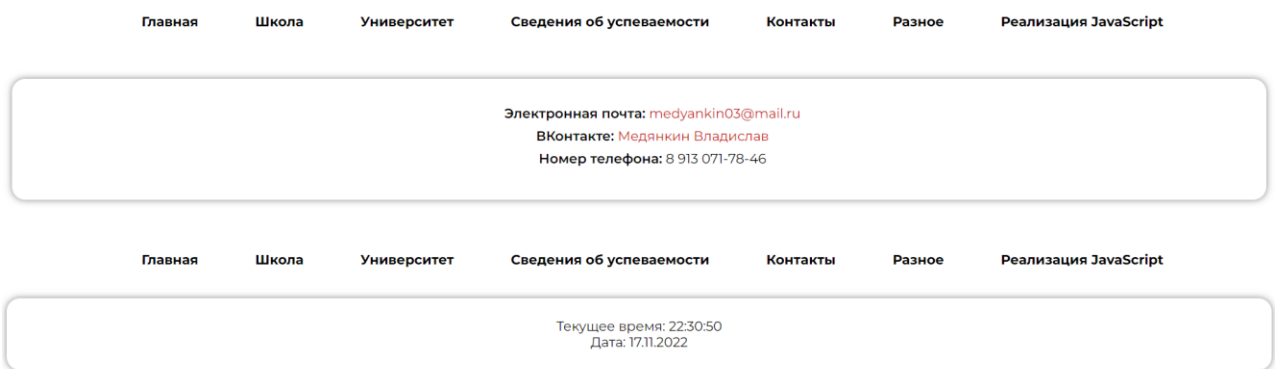 Главная Школа Университет Сведения об успеваемости Контакты Разное Реализация JavaScript
Электронная почта: medyankin03@mail.ru
ВКонтакте: Медянкин Владислав
Номер телефона: 8 913 071-78-46
Главная Школа Университет Сведения об успеваемости Контакты Разное Реализация JavaScript
Текущее время: 22:30:50
Дата: 17.11.2022